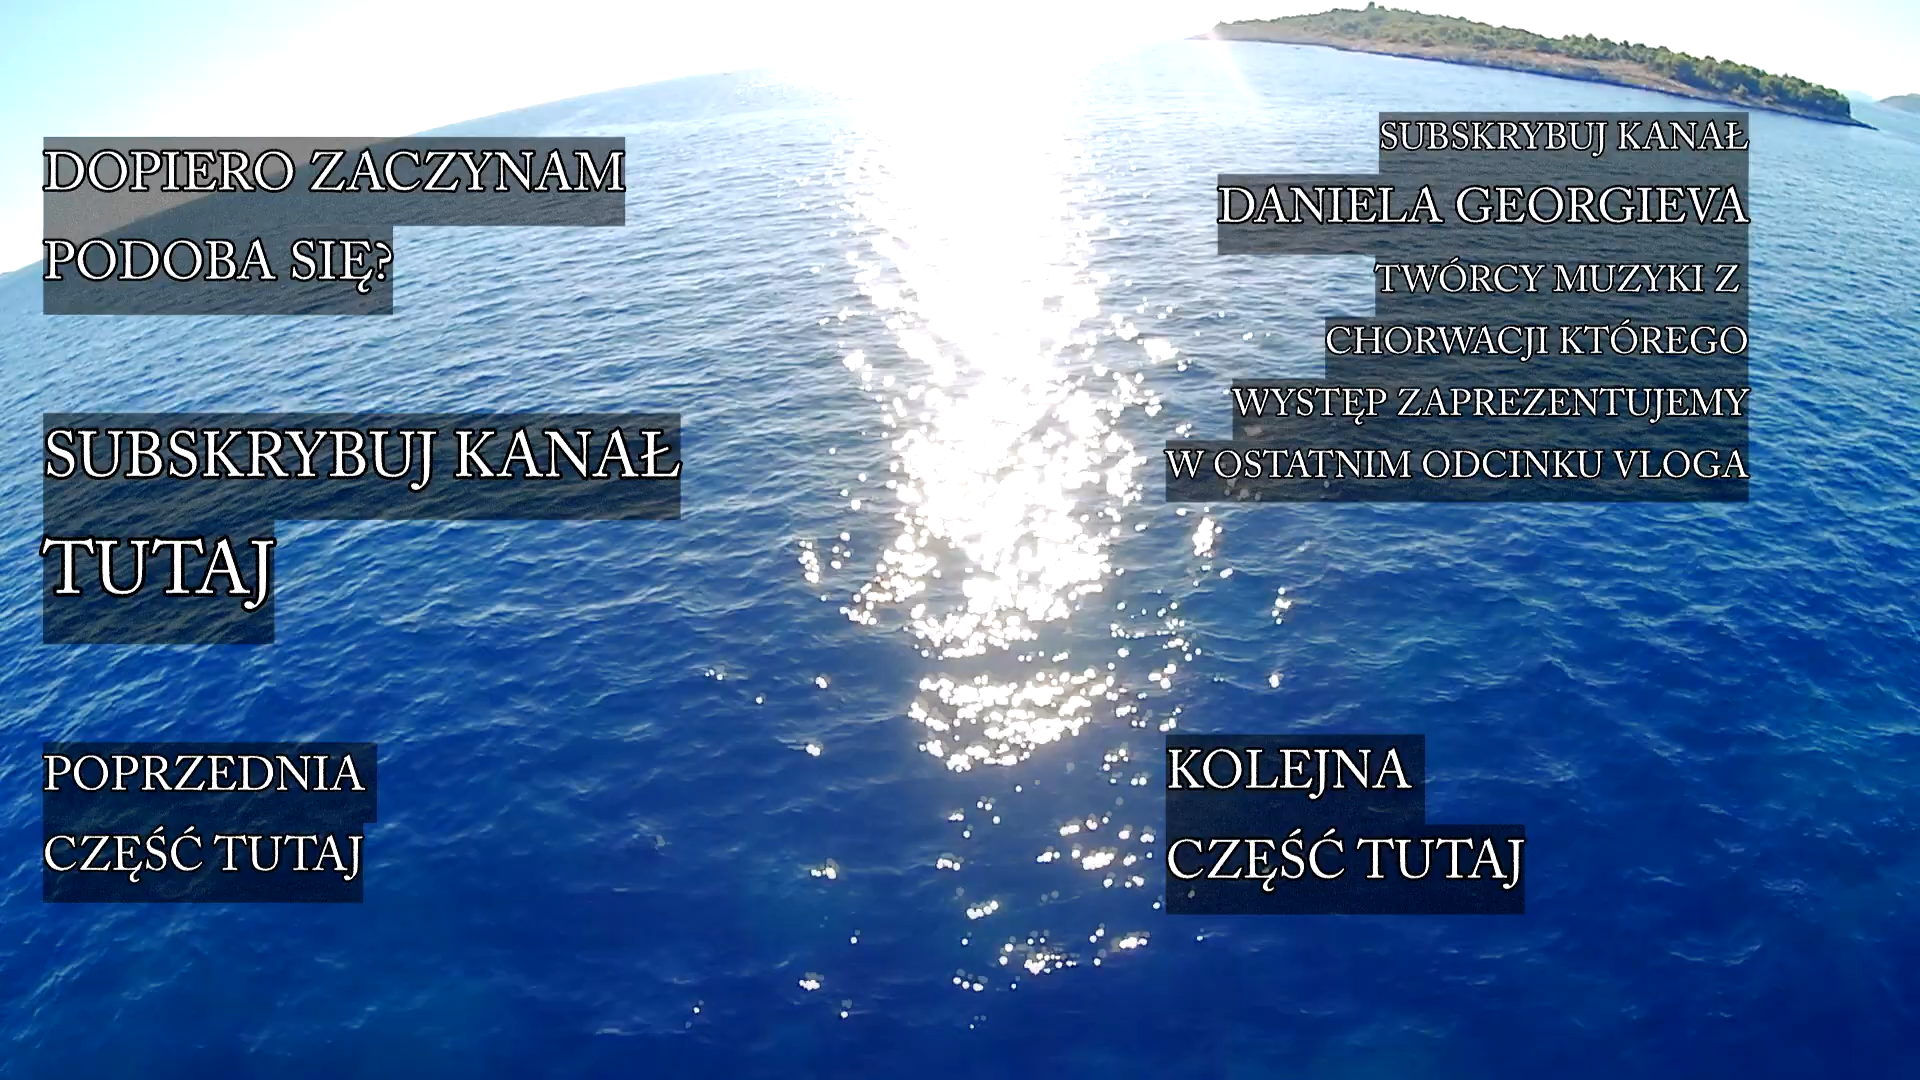 DOPIERO ZACZYNAM
PODOBA SIĘ?
SUBSKRYBUJ KANAŁ
TUTAJ
POPRZEDNIA
CZĘŚĆ TUTAJ
SUBSKRYBUJ KANAŁ
DANIELA GEORGIEVA
TWÓRCY MUZYKI Z
CHORWACJI KTÓREGO
WYSTĘP ZAPREZENTUJEMY
W OSTATNIM ODCINKU VLOGA
KOLEJNA
CZĘŚĆ TUTAJ